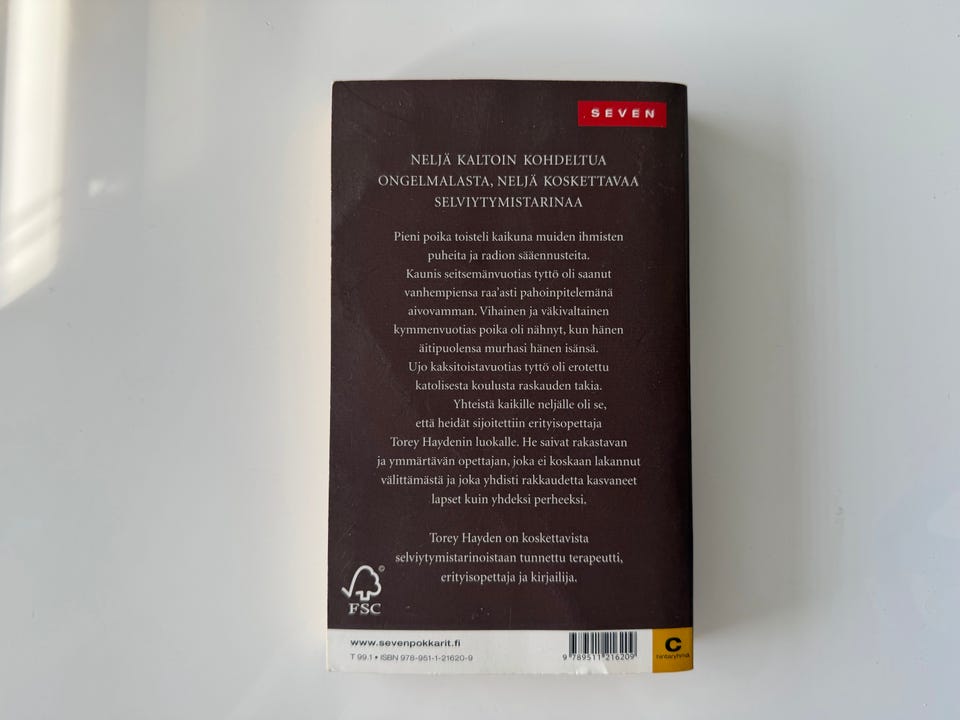 SEVEN
NELJÄ KALTOIN KOHDELTUA
ONGELMALASTA, NELJÄ KOSKETTAVAA
SELVIYTYMISTARINAA
Pieni poika toisteli kaikuna muiden ihmisten
puheita ja radion sääennusteita.
Kaunis seitsemänvuotias tyttö oli saanut
vanhempiensa raa'asti pahoinpitelemänä
aivovamman. Vihainen ja väkivaltainen
kymmenvuotias poika oli nähnyt, kun hänen
äitipuolensa murhasi hänen isänsä.
Ujo kaksitoistavuotias tyttö oli erotettu
katolisesta koulusta raskauden takia.
Yhteistä kaikille neljälle oli se,
että heidät sijoitettiin erityisopettaja
Torey Haydenin luokalle. He saivat rakastavan
ja ymmärtävän opettajan, joka ei koskaan lakannut
välittämästä ja joka yhdisti rakkaudetta kasvaneet
lapset kuin yhdeksi perheeksi.
Torey Hayden on koskettavista
selviytymistarinoistaan tunnettu terapeutti,
erityisopettaja ja kirjailija.
©
FSC
www.sevenpokkarit.fi
T 99.1 • ISBN 978-951-1-21620-9
9 789511 216209
C
hintaryhmä